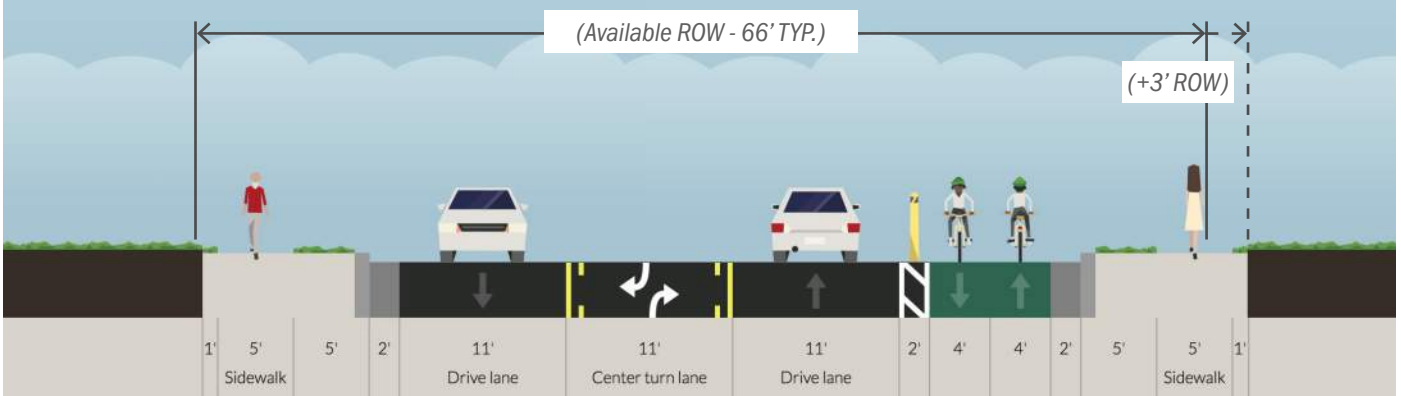 (Available ROW - 66' TYP.)
(+3' ROW)
1' 5' 5' 2' 11' 11' 11' 2' 4' 4' 2' 5' 5' 1'
Sidewalk Drive lane Center turn lane Drive lane Sidewalk